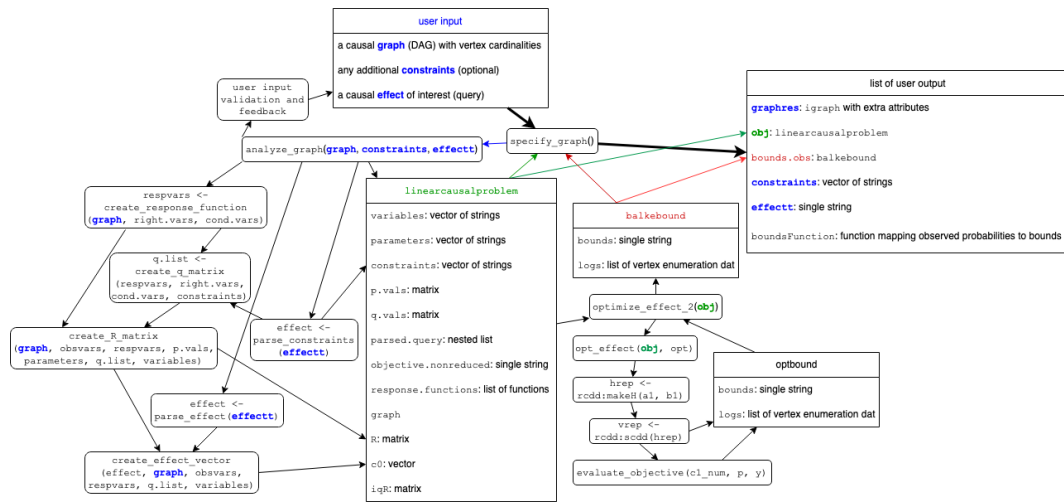 user input
a causal graph (DAG) with vertex cardinalities
any additional constraints (optional)
a causal effect of interest (query)
user input
validation and
feedback
list of user output
graphres: igraph with extra attributes
obj: linearcausalproblem
bounds.obs: balkebound
constraints: vector of strings
effectt: single string
boundsFunction: function mapping observed probabilities to bounds
specify_graph()
analyze_graph(graph, constraints, effectt)
respvars <-
create_response_function
(graph, right.vars, cond.vars)
q.list <-
create_q_matrix
(respvars, right.vars,
cond.vars, constraints)
create_R_matrix
(graph, obsvars, respvars, p.vals,
parameters, q.list, variables)
effect <-
parse_constraints
(effectt)
effect <-
parse_effect(effectt)
create_effect_vector
(effect, graph, obsvars,
respvars, q.list, variables)
linearcausalproblem
variables: vector of strings
parameters: vector of strings
constraints: vector of strings
p.vals: matrix
q.vals: matrix
parsed.query: nested list
objective.nonreduced: single string
response.functions: list of functions
graph
R: matrix
c0: vector
iqR: matrix
balkebound
bounds: single string
logs: list of vertex enumeration dat
optimize_effect_2(obj)
opt_effect(obj, opt)
hrep <-
rcdd:makeH(a1, b1)
vrep <-
rcdd:scdd(hrep)
evaluate_objective(c1_num, p, y)
optbound
bounds: single string
logs: list of vertex enumeration dat